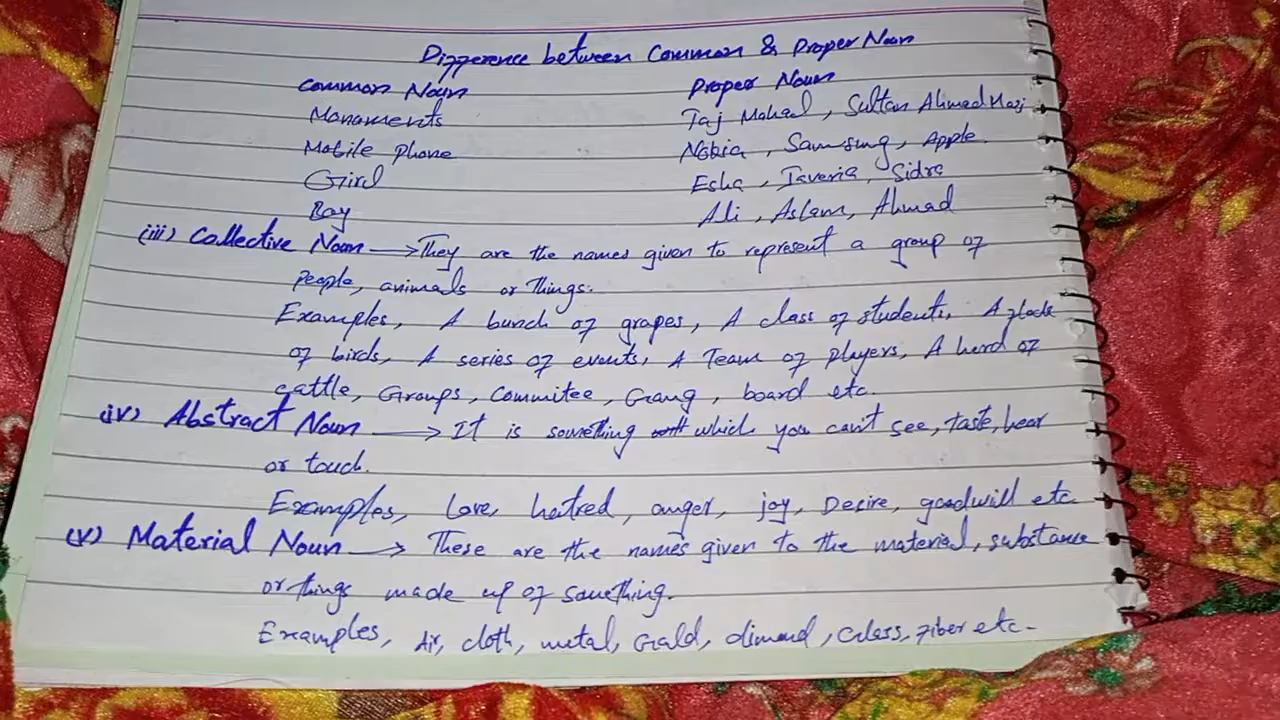 Difference between Common & Proper Noun
Common Noun Proper Noun
Monaments Taj Mahal, Sultan Ahmad Masj
Mobile phone Nokia, Samsung, Apple.
Girl Esha, Javeria, Sidra
Boy Ali, Aslam, Ahmad
(iii) Collective Noun → They are the names given to represent a group of
People, animals or things.
Examples, A bunch of grapes, A class of students, A flock
of birds, A series of events, A Team of Players, A herd of
cattle, Groups, Commitee, Gang, board etc.
(iv) Abstract Noun → It is something which you can't see, taste, hear
or touch.
Examples, Love, hatred, anger, joy, Desire, goodwill etc
(v) Material Noun → These are the names given to the material, substance
or things made up of something.
Examples, Air, cloth, metal, Gold, dimond, Glass, Fiber etc.